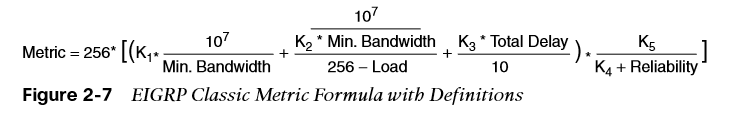 Metric = 256* [(K₁* 10⁷ / Min. Bandwidth + 10⁷ / K₂ * Min. Bandwidth / 256 – Load + K₃ * Total Delay / 10 ) * K₅ / K₄ + Reliability ]
Figure 2-7 EIGRP Classic Metric Formula with Definitions